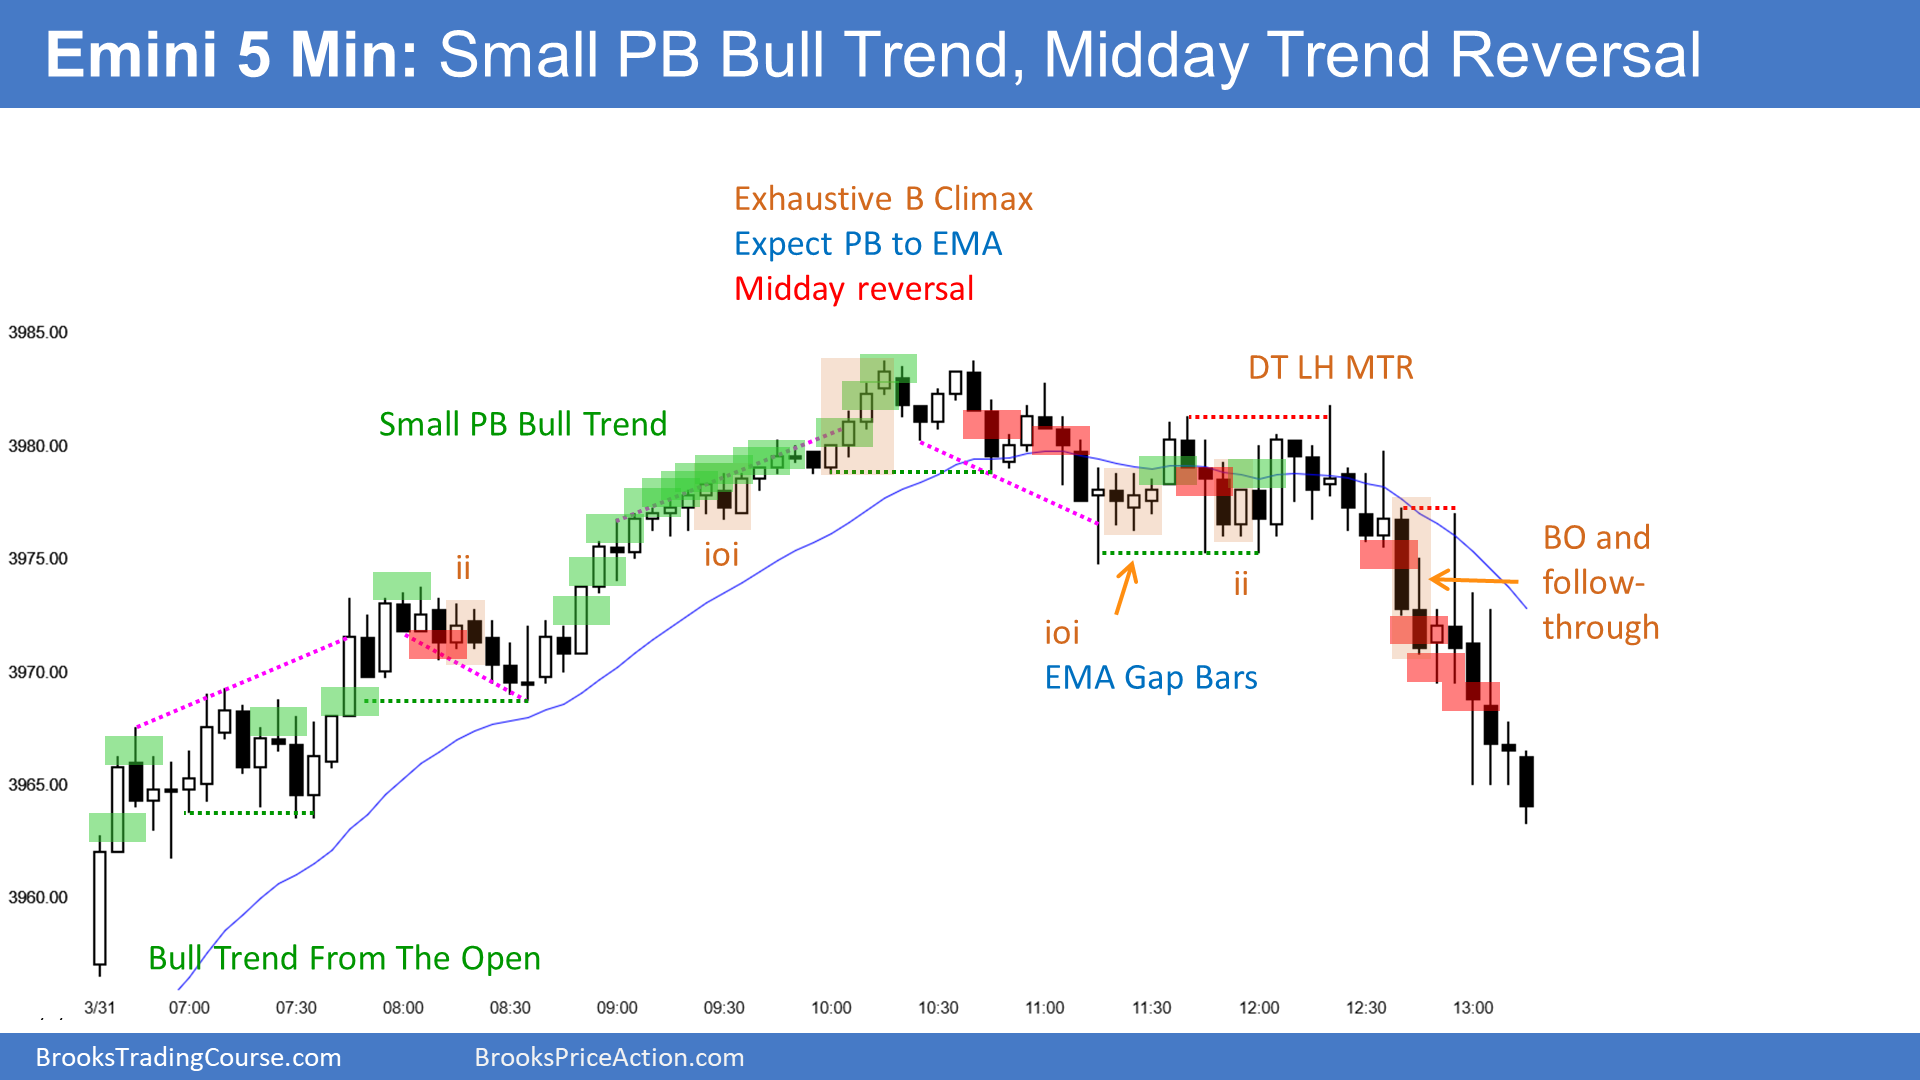 Emini 5 Min: Small PB Bull Trend, Midday Trend Reversal
Exhaustive B Climax
Expect PB to EMA
Midday reversal
3985.00
DT LH MTR
Small PB Bull Trend
3980.00
3975.00
ioi
ii
ii
BO and
follow-
through
ioi
EMA Gap Bars
3970.00
3965.00
3960.00
Bull Trend From The Open
3/31 07:00 07:30 08:00 08:30 09:00 09:30 10:00 10:30 11:00 11:30 12:00 12:30 13:00
BrooksTradingCourse.com BrooksPriceAction.com